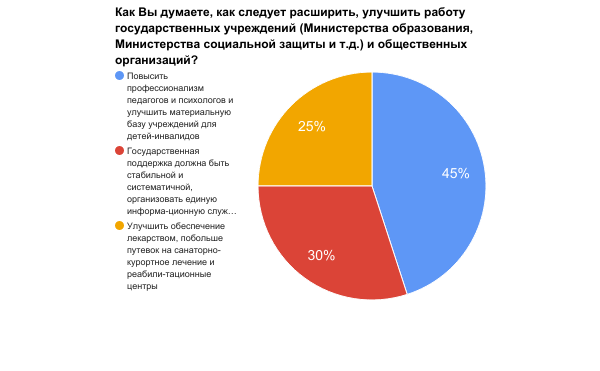 Как Вы думаете, как следует расширить, улучшить работу
государственных учреждений (Министерства образования,
Министерства социальной защиты и т.д.) и общественных
организаций?
Повысить
профессионализм
педагогов и психологов и
улучшить материальную
базу учреждений для
детей-инвалидов
Государственная
поддержка должна быть
стабильной и
систематичной,
организовать единую
информа-ционную служ…
Улучшить обеспечение
лекарством, побольше
путевок на санаторно-
курортное лечение и
реабили-тационные
центры
25%
45%
30%